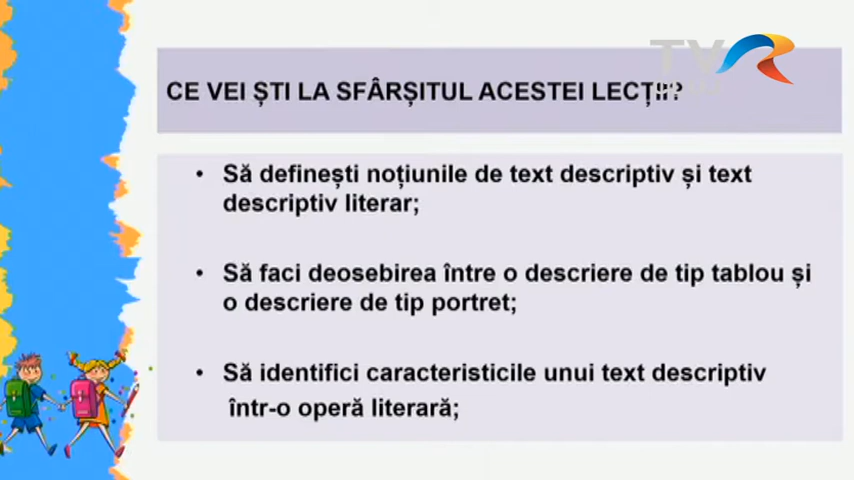 TVR
CE VEI ȘTI LA SFÂRȘITUL ACESTEI LECȚII?
• Să definești noțiunile de text descriptiv și text
descriptiv literar;
• Să faci deosebirea între o descriere de tip tablou și
o descriere de tip portret;
• Să identifici caracteristicile unui text descriptiv
într-o operă literară;